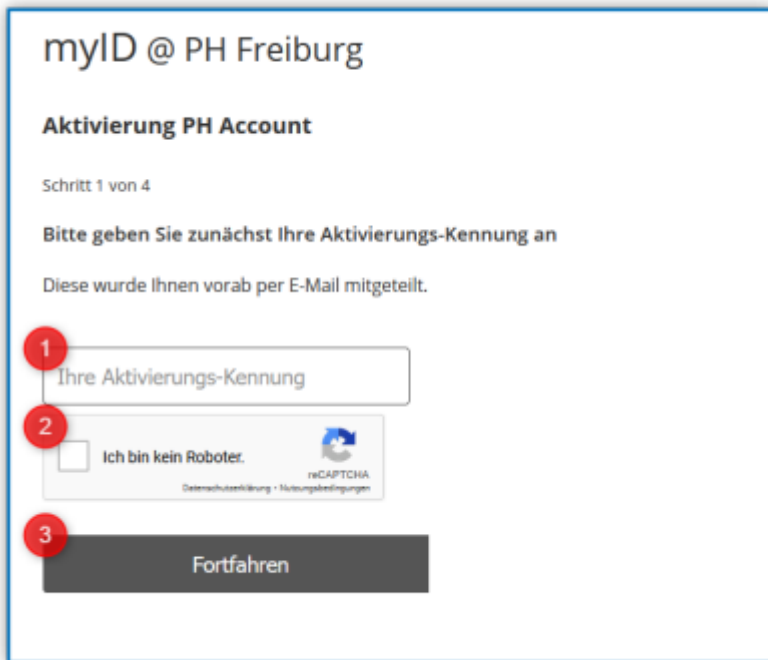 myID @ PH Freiburg
Aktivierung PH Account
Schritt 1 von 4
Bitte geben Sie zunächst Ihre Aktivierungs-Kennung an
Diese wurde Ihnen vorab per E-Mail mitgeteilt.
1
Ihre Aktivierungs-Kennung
2
Ich bin kein Roboter.
reCAPTCHA
Datenschutzerklärung - Nutzungsbedingungen
3
Fortfahren